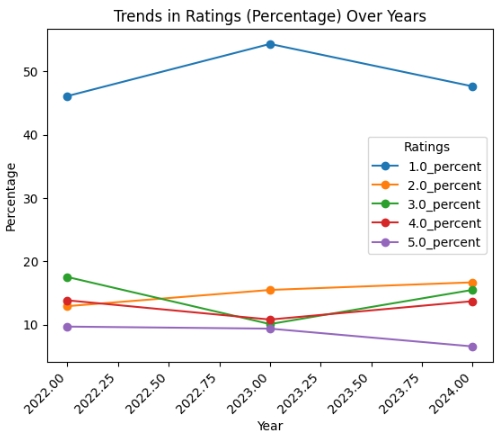 Trends in Ratings (Percentage) Over Years
Percentage
50
40
30
20
10
Ratings
1.0_percent
2.0_percent
3.0_percent
4.0_percent
5.0_percent
2022.00
2022.25
2022.50
2022.75
2023.00
2023.25
2023.50
2023.75
2024.00
Year